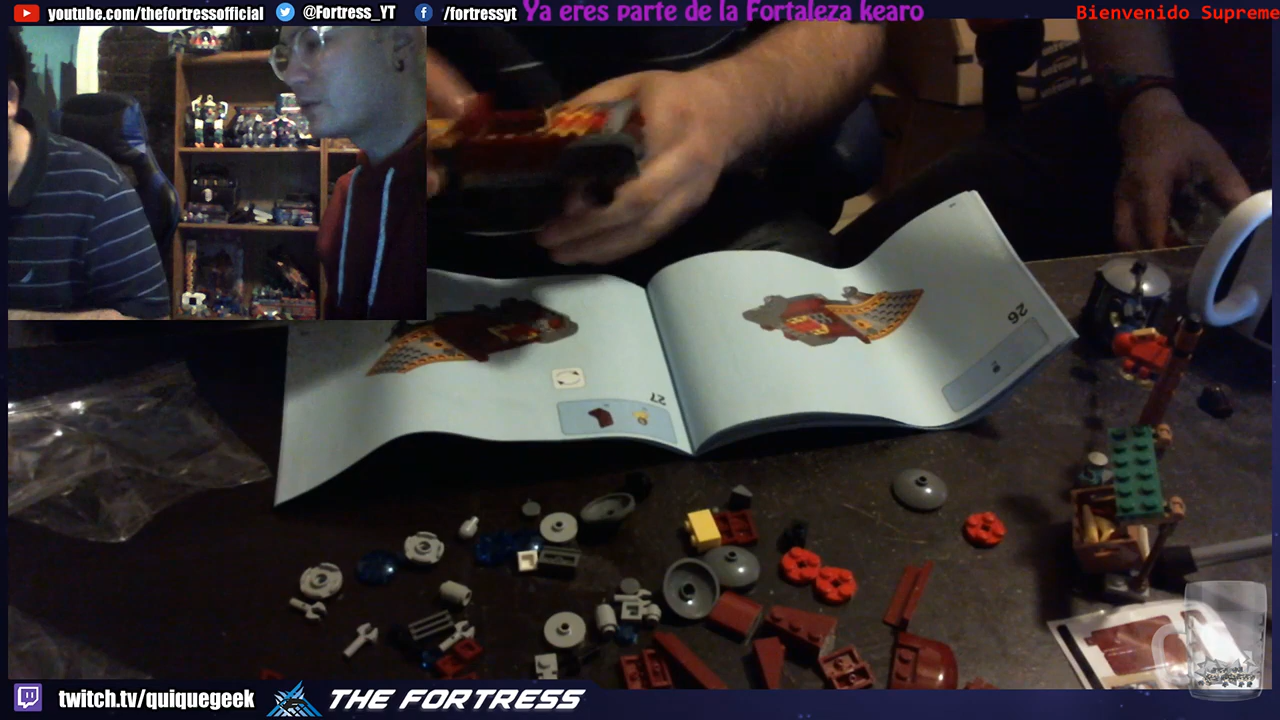 youtube.com/thefortressofficial @Fortress_YT /fortressyt Ya eres parte de la Fortaleza kearo
Bienvenido Supreme
26
27
twitch.tv/quiquegeek THE FORTRESS